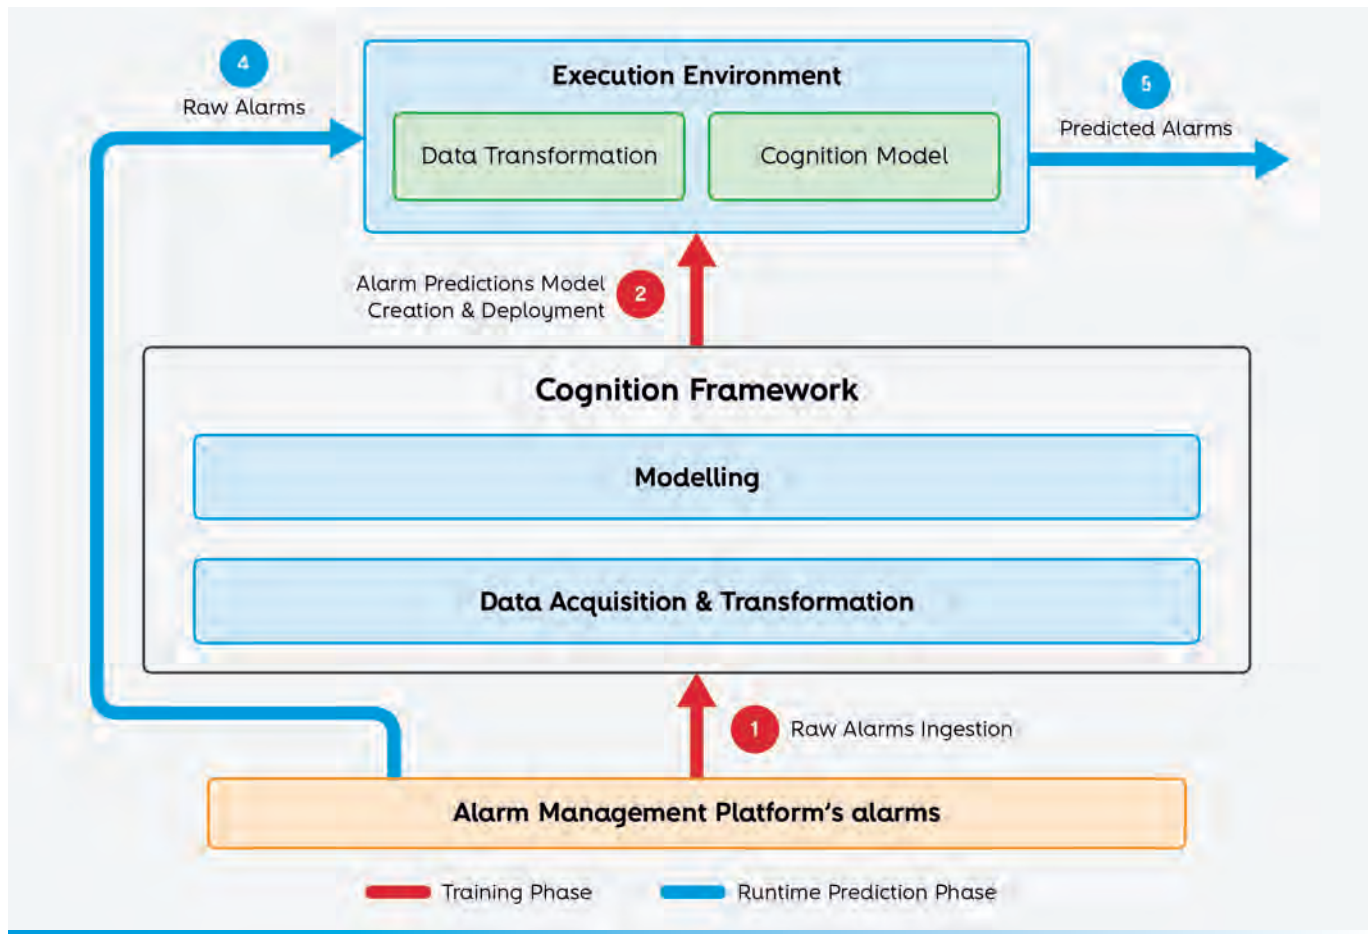 4
Raw Alarms
Execution Environment
Data Transformation
Cognition Model
5
Predicted Alarms
Alarm Predictions Model
Creation & Deployment
2
Cognition Framework
Modelling
Data Acquisition & Transformation
1
Raw Alarms Ingestion
Alarm Management Platform's alarms
Training Phase
Runtime Prediction Phase